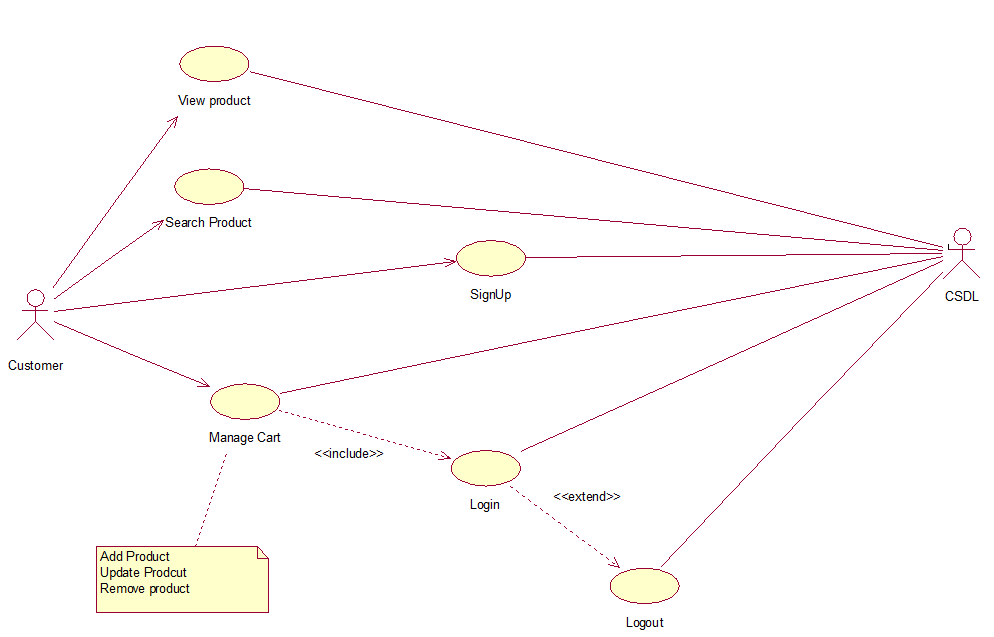 View product
Search Product
SignUp
CSDL
Customer
Manage Cart
<<include>>
Login
<<extend>>
Add Product
Update Prodcut
Remove product
Logout